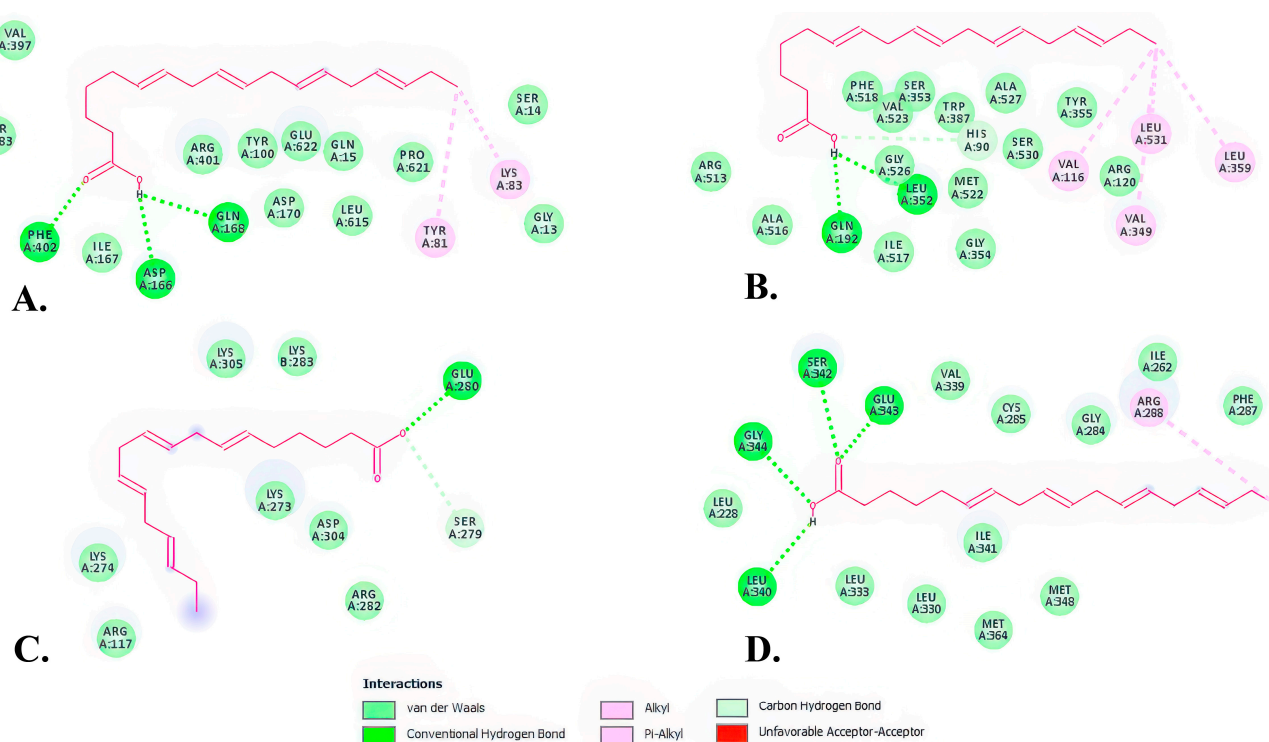 VAL
A:397
SER
A:14
ARG
A:401
TYR
A:100
GLU
A:622
GLN
A:15
PRO
A:621
LYS
A:83
O
O
H
PHE
A:402
ILE
A:167
ASP
A:166
GLN
A:168
ASP
A:170
LEU
A:615
TYR
A:81
GLY
A:13
A.
PHE
A:518
SER
A:353
VAL
A:523
TRP
A:387
ALA
A:527
TYR
A:355
LEU
A:531
HIS
A:90
SER
A:530
O
O
H
ARG
A:513
GLY
A:526
LEU
A:352
MET
A:522
VAL
A:116
ARG
A:120
LEU
A:359
ALA
A:516
GLN
A:192
ILE
A:517
GLY
A:354
VAL
A:349
B.
LYS
A:305
LYS
B:283
GLU
A:280
O
O
LYS
A:273
ASP
A:304
SER
A:279
LYS
A:274
ARG
A:282
ARG
A:117
C.
SER
A:342
GLU
A:343
VAL
A:339
CYS
A:285
GLY
A:284
ILE
A:262
ARG
A:288
PHE
A:287
GLY
A:344
O
O
H
LEU
A:228
ILE
A:341
LEU
A:340
LEU
A:333
LEU
A:330
MET
A:364
MET
A:348
D.
Interactions
van der Waals
Conventional Hydrogen Bond
Alkyl
Pi-Alkyl
Carbon Hydrogen Bond
Unfavorable Acceptor-Acceptor